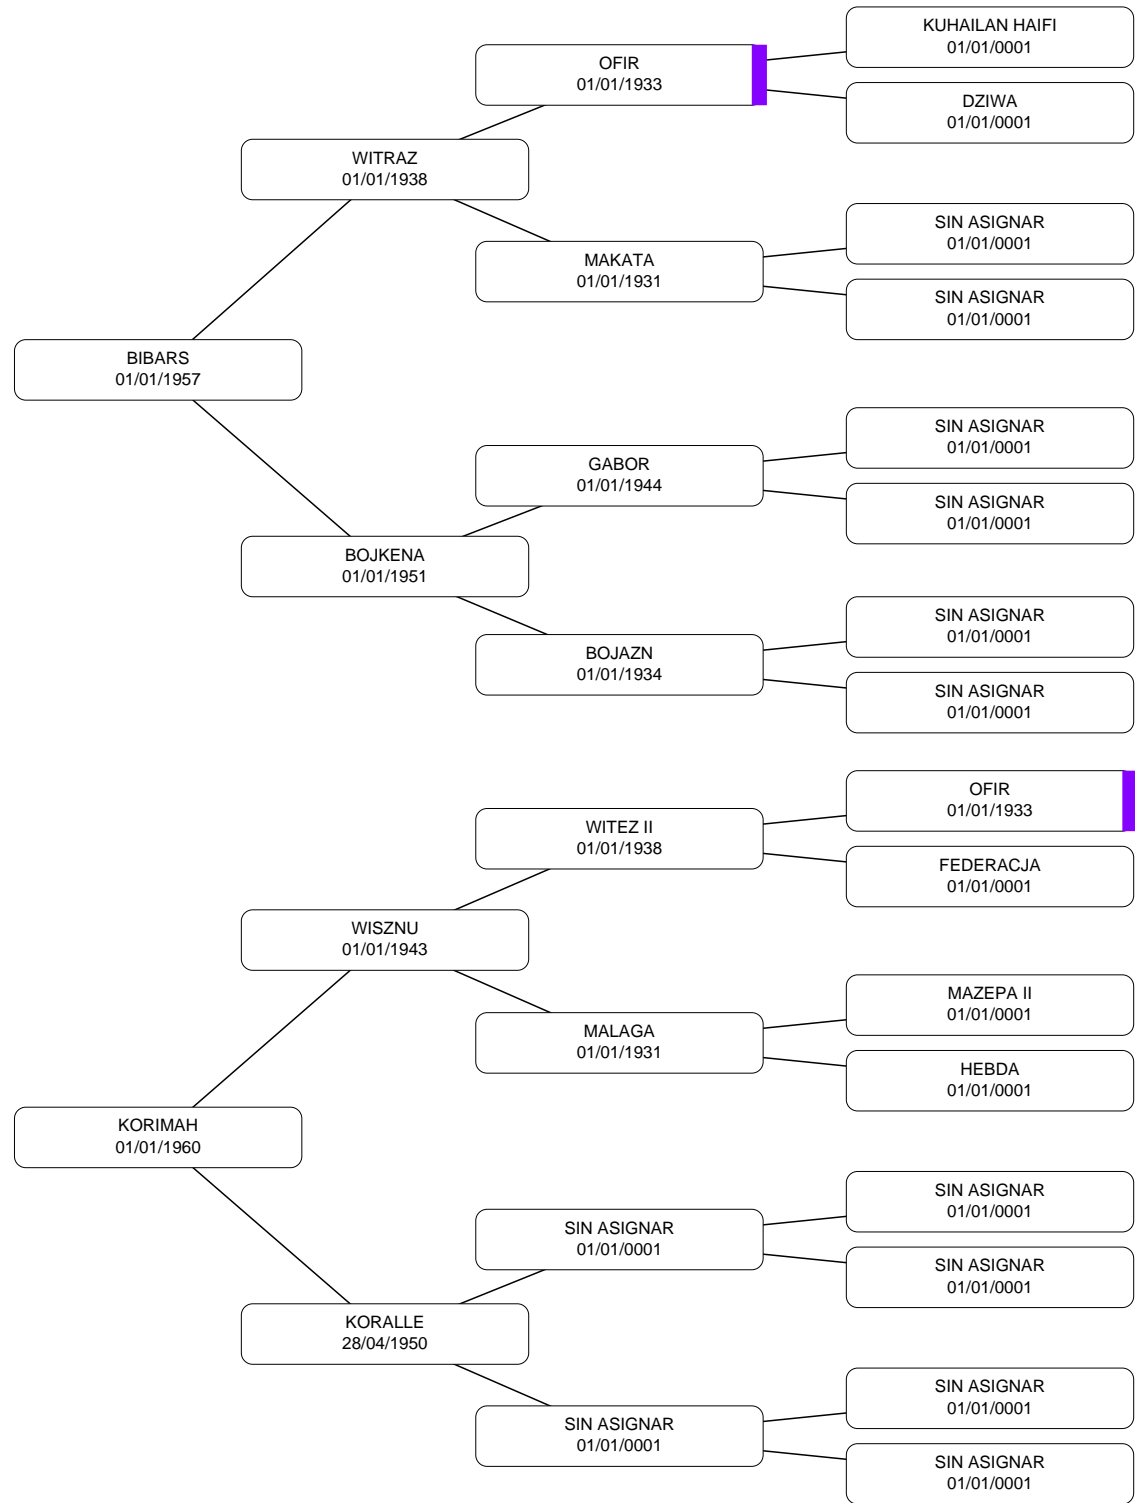 KUHAILAN HAIFI
01/01/0001
OFIR
01/01/1933
DZIWA
01/01/0001
WITRAZ
01/01/1938
SIN ASIGNAR
01/01/0001
MAKATA
01/01/1931
SIN ASIGNAR
01/01/0001
BIBARS
01/01/1957
SIN ASIGNAR
01/01/0001
GABOR
01/01/1944
SIN ASIGNAR
01/01/0001
BOJKENA
01/01/1951
SIN ASIGNAR
01/01/0001
BOJAZN
01/01/1934
SIN ASIGNAR
01/01/0001
OFIR
01/01/1933
WITEZ II
01/01/1938
FEDERACJA
01/01/0001
WISZNU
01/01/1943
MAZEPA II
01/01/0001
MALAGA
01/01/1931
HEBDA
01/01/0001
KORIMAH
01/01/1960
SIN ASIGNAR
01/01/0001
SIN ASIGNAR
01/01/0001
SIN ASIGNAR
01/01/0001
KORALLE
28/04/1950
SIN ASIGNAR
01/01/0001
SIN ASIGNAR
01/01/0001
SIN ASIGNAR
01/01/0001